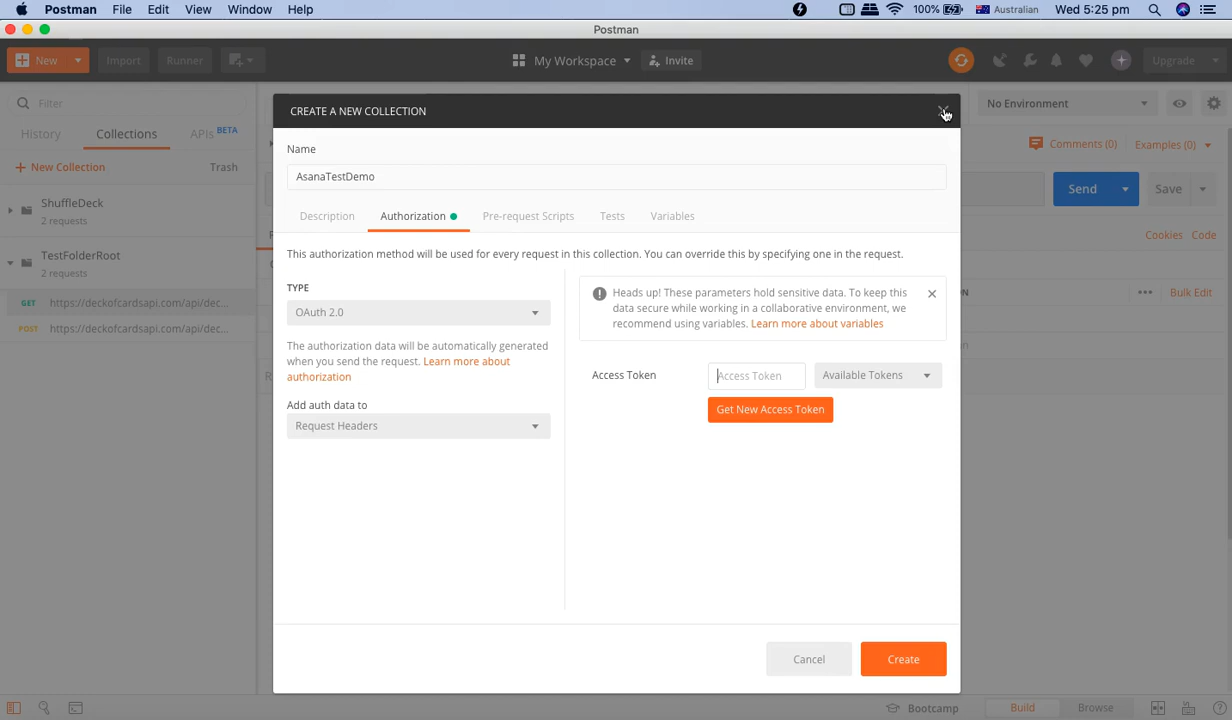 Postman File Edit View Window Help 100% Australian Wed 5:25 pm
Postman
New Import Runner My Workspace Invite Upgrade
Filter
History Collections APIs BETA
+ New Collection Trash
ShuffleDeck
2 requests
TestFolderRoot
2 requests
GET https://deckofcardsapi.com/api/dec...
POST https://deckofcardsapi.com/api/dec...
No Environment
Comments (0) Examples (0)
Send Save
Cookies Code
ON ••• Bulk Edit
CREATE A NEW COLLECTION
Name
AsanaTestDemo
Description Authorization Pre-request Scripts Tests Variables
This authorization method will be used for every request in this collection. You can override this by specifying one in the request.
TYPE
OAuth 2.0
The authorization data will be automatically generated
when you send the request. Learn more about
authorization
Add auth data to
Request Headers
Heads up! These parameters hold sensitive data. To keep this
data secure while working in a collaborative environment, we
recommend using variables. Learn more about variables
Access Token Access Token Available Tokens
Get New Access Token
Cancel Create
Bootcamp Build Browse